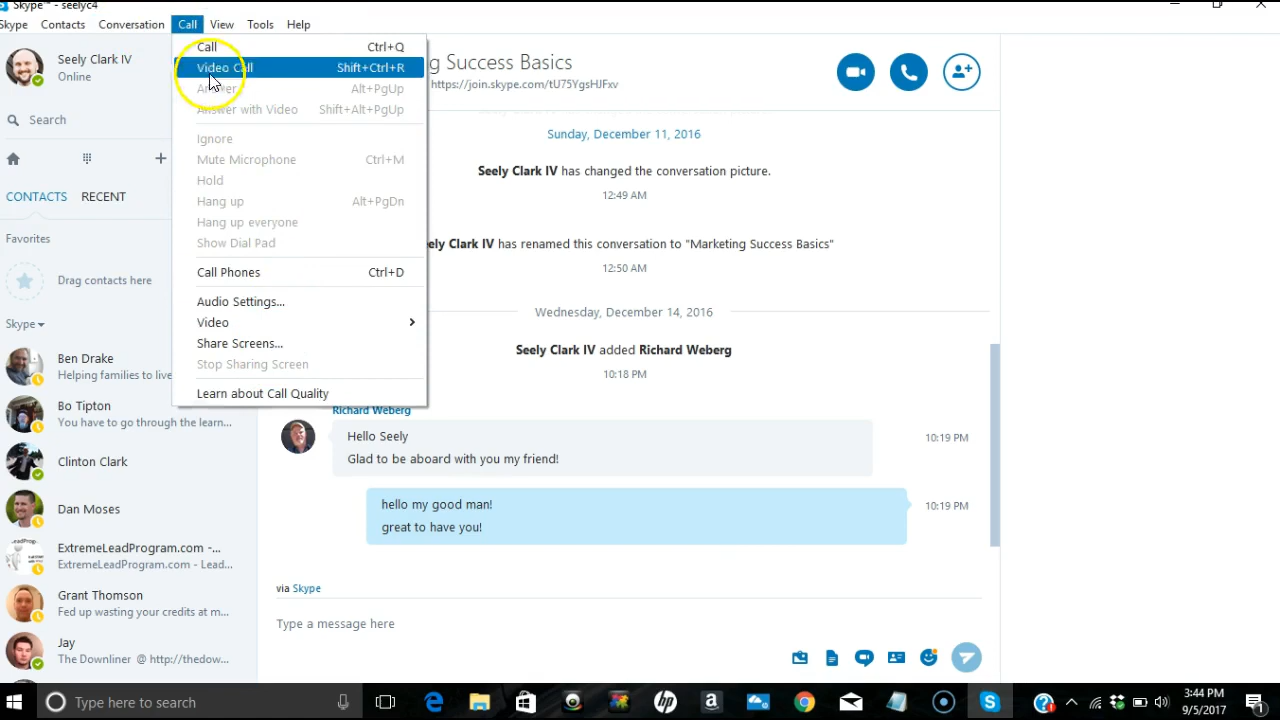 Skype™ - seelyc4
Skype Contacts Conversation Call View Tools Help
Seely Clark IV
Online
Search
CONTACTS RECENT
Favorites
Drag contacts here
Skype
Ben Drake
Helping families to live
Bo Tipton
You have to go through the learn...
Clinton Clark
Dan Moses
ExtremeLeadProgram.com -...
ExtremeLeadProgram.com - Lead...
Grant Thomson
Fed up wasting your credits at m...
Jay
The Downliner @ http://thedow...
Call Ctrl+Q
Video Call Shift+Ctrl+R
Answer Alt+PgUp
Answer with Video Shift+Alt+PgUp
Ignore
Mute Microphone Ctrl+M
Hold
Hang up Alt+PgDn
Hang up everyone
Show Dial Pad
Call Phones Ctrl+D
Audio Settings...
Video
Share Screens...
Stop Sharing Screen
Learn about Call Quality
g Success Basics
https://join.skype.com/tU75YgsHJFxv
Sunday, December 11, 2016
Seely Clark IV has changed the conversation picture.
12:49 AM
eely Clark IV has renamed this conversation to "Marketing Success Basics"
12:50 AM
Wednesday, December 14, 2016
Seely Clark IV added Richard Weberg
10:18 PM
Richard Weberg
Hello Seely 10:19 PM
Glad to be aboard with you my friend!
hello my good man! 10:19 PM
great to have you!
via Skype
Type a message here
Type here to search
3:44 PM
9/5/2017